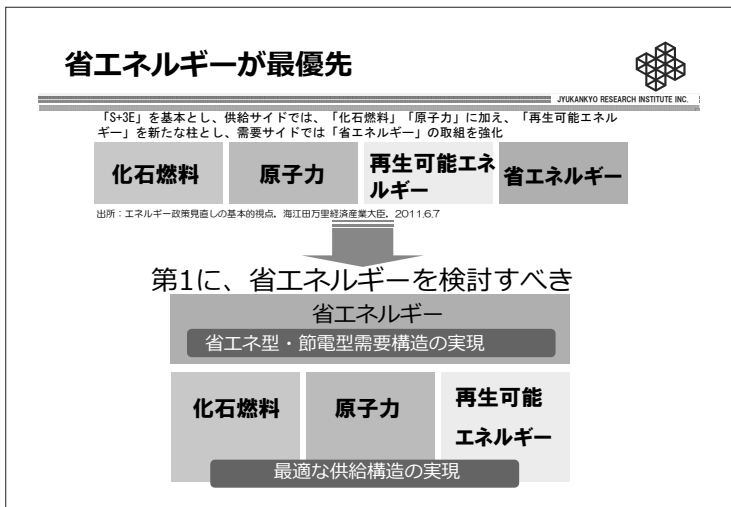 省エネルギーが最優先
JYUKANKYO RESEARCH INSTITUTE INC.
「S+3E」を基本とし、供給サイドでは、「化石燃料」「原子力」に加え、「再生可能エネル
ギー」を新たな柱とし、需要サイドでは「省エネルギー」の取組を強化
化石燃料
原子力
再生可能エネ
ルギー
省エネルギー
出所：エネルギー政策見直しの基本的視点，海江田万里経済産業大臣，2011.6.7
第1に、省エネルギーを検討すべき
省エネルギー
省エネ型・節電型需要構造の実現
化石燃料
原子力
再生可能
エネルギー
最適な供給構造の実現